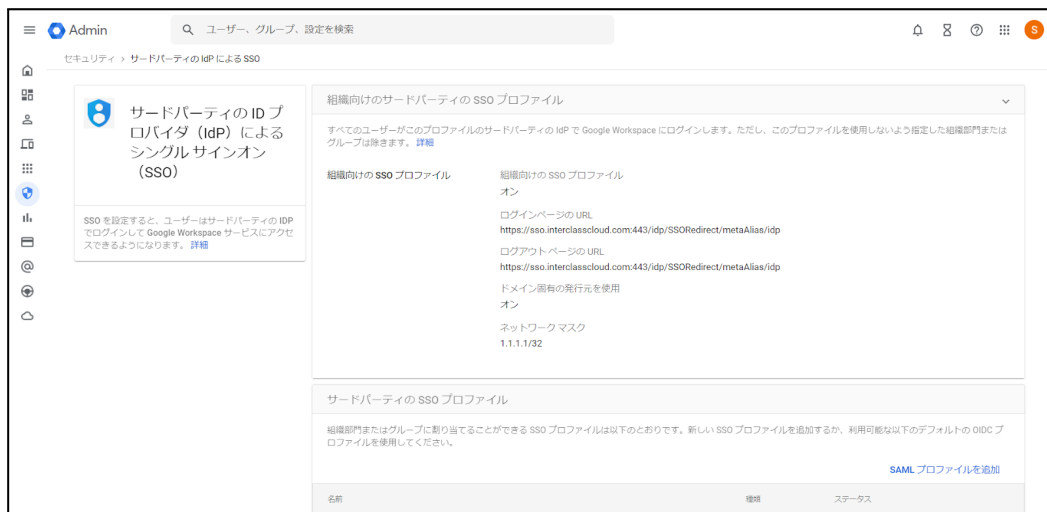 Admin
ユーザー、グループ、設定を検索
S
セキュリティ > サードパーティの IdP による SSO
サードパーティの ID プ
ロバイダ（IdP）による
シングル サインオン
（SSO）
SSO を設定すると、ユーザーはサードパーティの IDP
でログインして Google Workspace サービスにアクセ
スできるようになります。 詳細
組織向けのサードパーティの SSO プロファイル
すべてのユーザーがこのプロファイルのサードパーティの IdP で Google Workspace にログインします。ただし、このプロファイルを使用しないよう指定した組織部門または
グループは除きます。 詳細
組織向けの SSO プロファイル
組織向けの SSO プロファイル
オン
ログインページの URL
https://sso.interclasscloud.com:443/idp/SSORedirect/metaAlias/idp
ログアウト ページの URL
https://sso.interclasscloud.com:443/idp/SSORedirect/metaAlias/idp
ドメイン固有の発行元を使用
オン
ネットワーク マスク
1.1.1.1/32
サードパーティの SSO プロファイル
組織部門またはグループに割り当てることができる SSO プロファイルは以下のとおりです。新しい SSO プロファイルを追加するか、利用可能な以下のデフォルトの OIDC プ
ロファイルを使用してください。
SAML プロファイルを追加
名前 種類 ステータス